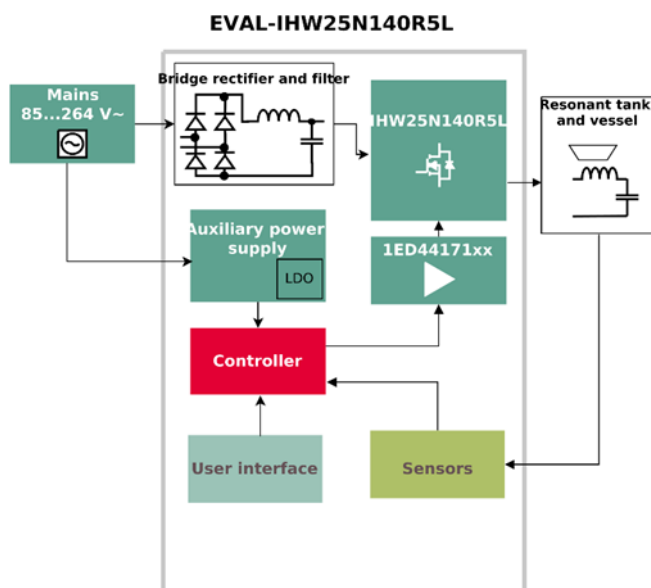 EVAL-IHW25N140R5L
Bridge rectifier and filter
Mains
85...264 V~
IHW25N140R5L
Resonant tank
and vessel
Auxiliary power
supply
LDO
1ED44171xx
Controller
User interface
Sensors